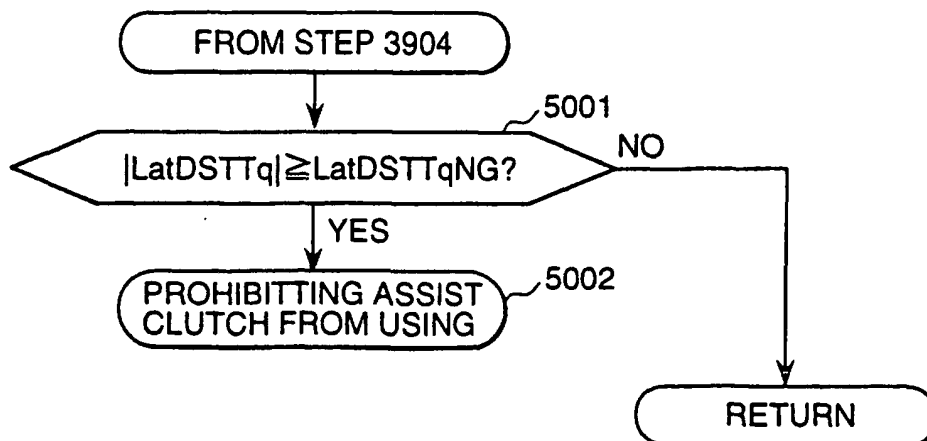 FROM STEP 3904
5001
|LatDSTTq|≧LatDSTTqNG?
NO
YES
5002
PROHIBITTING ASSIST
CLUTCH FROM USING
RETURN